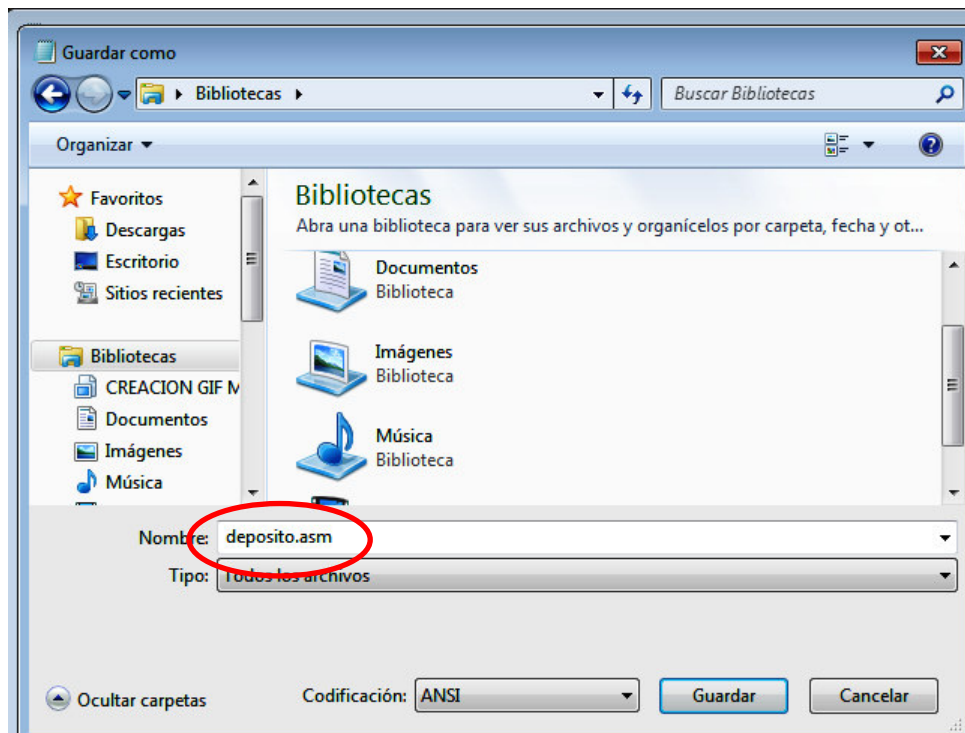 Guardar como
Bibliotecas
Buscar Bibliotecas
Organizar
Favoritos
Descargas
Escritorio
Sitios recientes
Bibliotecas
CREACION GIF M
Documentos
Imágenes
Música
Bibliotecas
Abra una biblioteca para ver sus archivos y organícelos por carpeta, fecha y ot...
Documentos
Biblioteca
Imágenes
Biblioteca
Música
Biblioteca
Nombre: deposito.asm
Tipo: Todos los archivos
Ocultar carpetas
Codificación: ANSI
Guardar
Cancelar